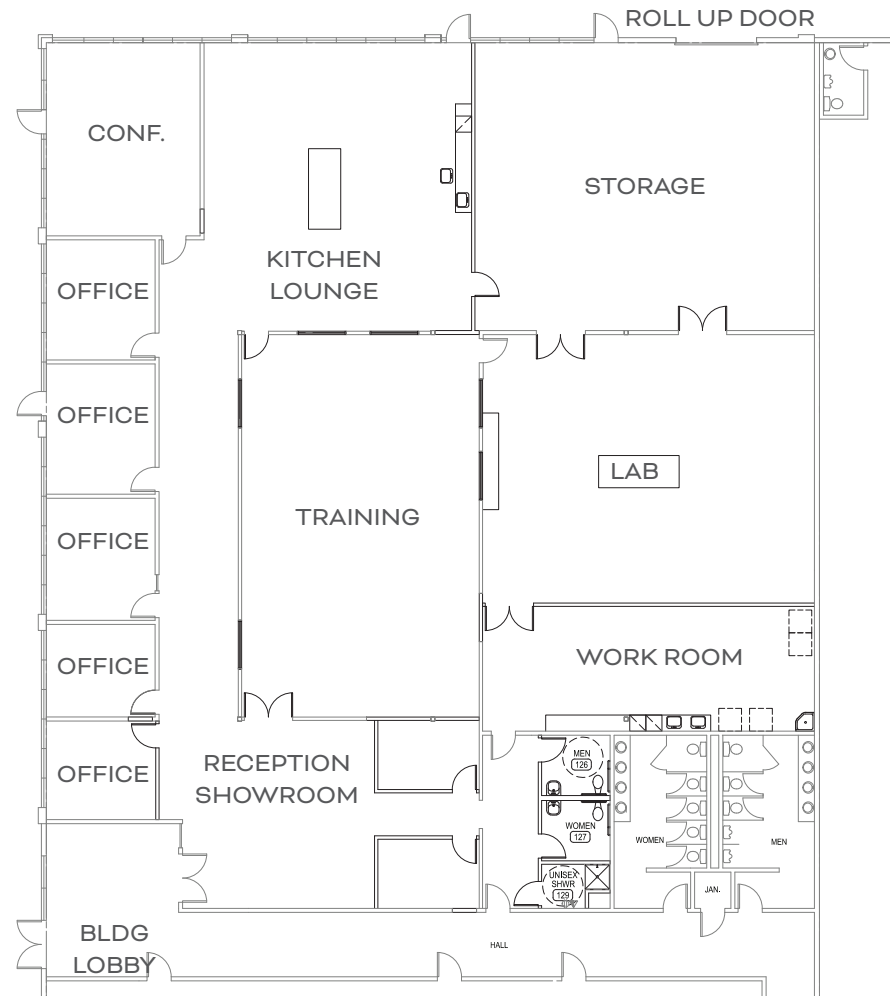 ROLL UP DOOR
CONF.
STORAGE
KITCHEN
LOUNGE
OFFICE
OFFICE
LAB
TRAINING
OFFICE
WORK ROOM
OFFICE
RECEPTION
SHOWROOM
OFFICE
MEN
126
WOMEN
127
WOMEN
MEN
UNISEX
SHWR
129
JAN.
BLDG
LOBBY
HALL